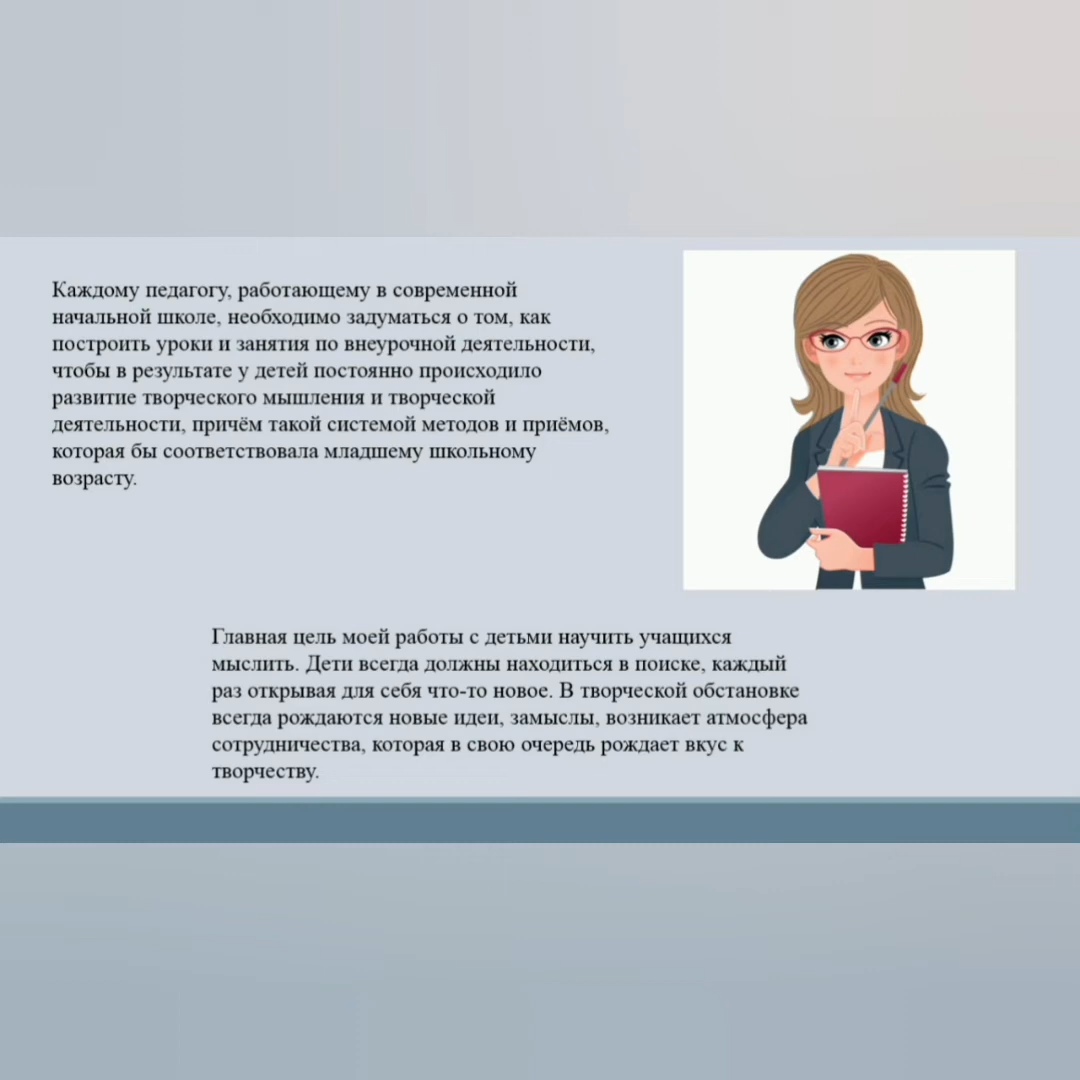 Каждому педагогу, работающему в современной
начальной школе, необходимо задуматься о том, как
построить уроки и занятия по внеурочной деятельности,
чтобы в результате у детей постоянно происходило
развитие творческого мышления и творческой
деятельности, причём такой системой методов и приёмов,
которая бы соответствовала младшему школьному
возрасту.
Главная цель моей работы с детьми научить учащихся
мыслить. Дети всегда должны находиться в поиске, каждый
раз открывая для себя что-то новое. В творческой обстановке
всегда рождаются новые идеи, замыслы, возникает атмосфера
сотрудничества, которая в свою очередь рождает вкус к
творчеству.